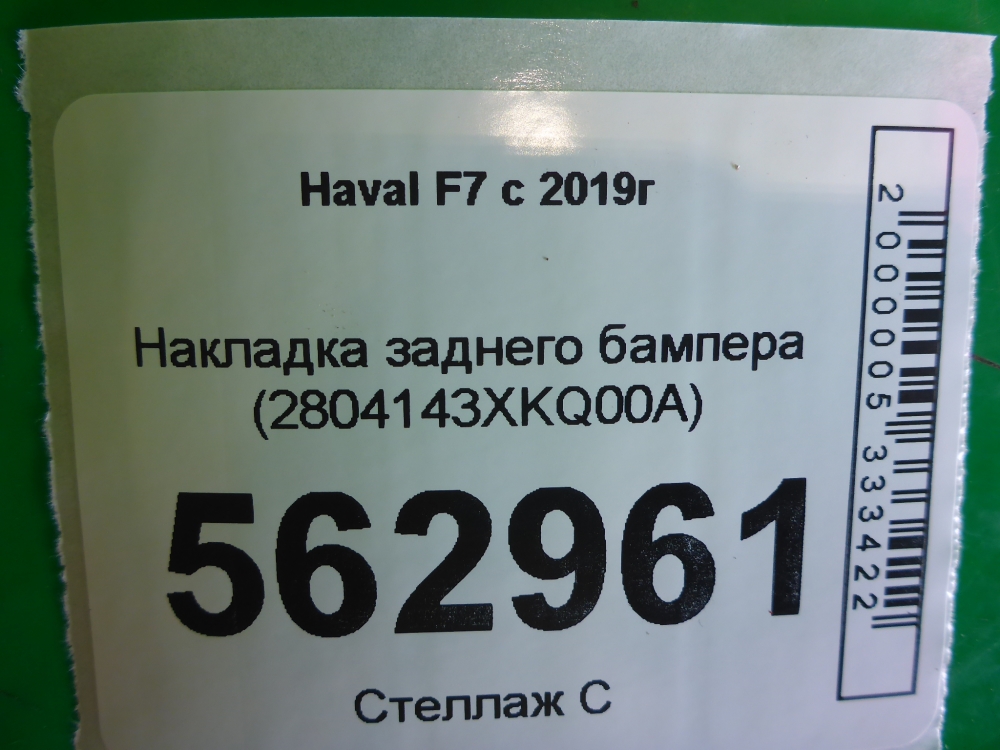 Haval F7 с 2019г
Накладка заднего бампера
(2804143XKQ00A)
562961
Стеллаж С
2000005333422